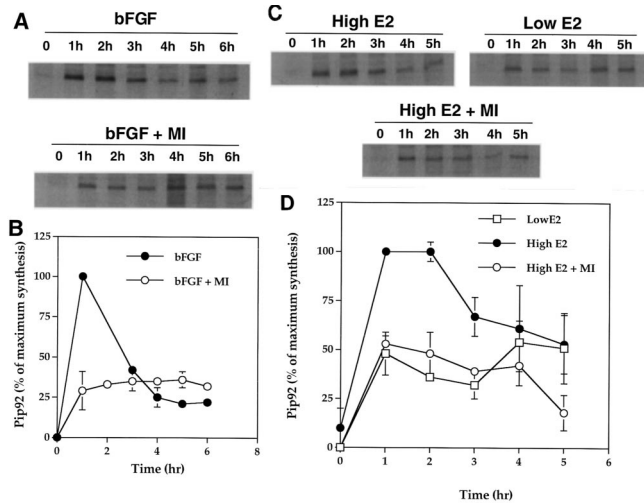 A
bFGF
0 1h 2h 3h 4h 5h 6h
bFGF + MI
0 1h 2h 3h 4h 5h 6h
C
High E2
0 1h 2h 3h 4h 5h
Low E2
0 1h 2h 3h 4h 5h
High E2 + MI
0 1h 2h 3h 4h 5h
B
Pip92 (% of maximum synthesis)
125
100
75
50
25
0
bFGF
bFGF + MI
0 2 4 6 8
Time (hr)
D
Pip92 (% of maximum synthesis)
125
100
75
50
25
0
LowE2
High E2
High E2 + MI
0 1 2 3 4 5 6
Time (hr)